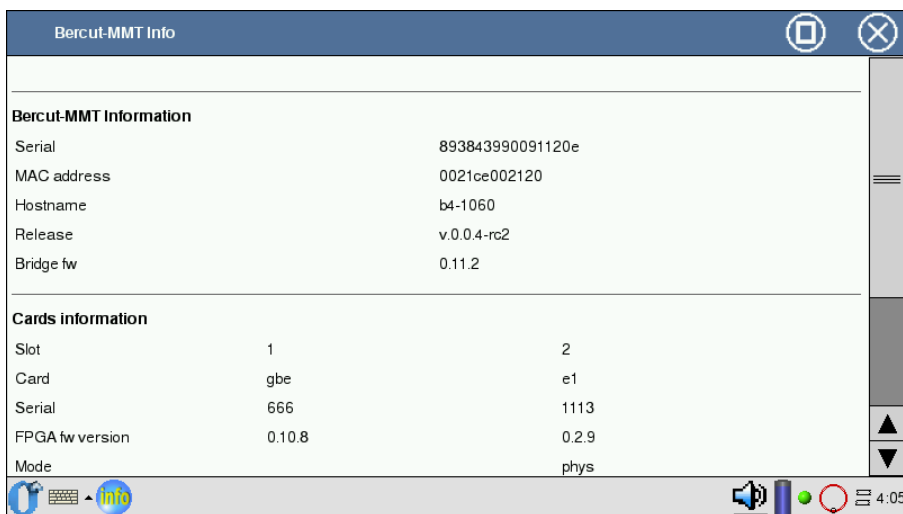 Bercut-MMT Info
Bercut-MMT Information
Serial 893843990091120e
MAC address 0021ce002120
Hostname b4-1060
Release v.0.0.4-rc2
Bridge fw 0.11.2
Cards information
Slot 1 2
Card gbe e1
Serial 666 1113
FPGA fw version 0.10.8 0.2.9
Mode phys
info 4:05